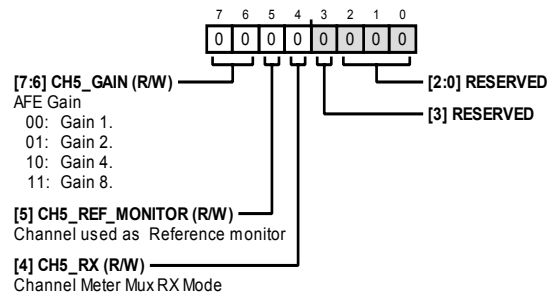 7 6 5 4 3 2 1 0
0 0 0 0 0 0 0 0
[7:6] CH5_GAIN (R/W)
AFE Gain
00: Gain 1.
01: Gain 2.
10: Gain 4.
11: Gain 8.
[5] CH5_REF_MONITOR (R/W)
Channel used as Reference monitor
[4] CH5_RX (R/W)
Channel Meter Mux RX Mode
[2:0] RESERVED
[3] RESERVED